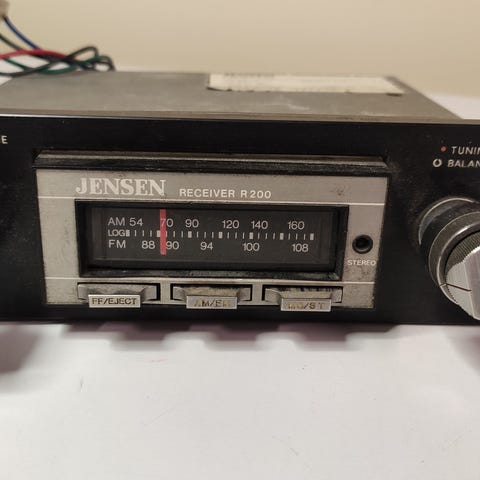 E
TUNIN
BALAN
JENSEN RECEIVER R200
AM 54 70 90 120 140 160
LOG
FM 88 90 94 100 108
STEREO
FF/EJECT AM/FM